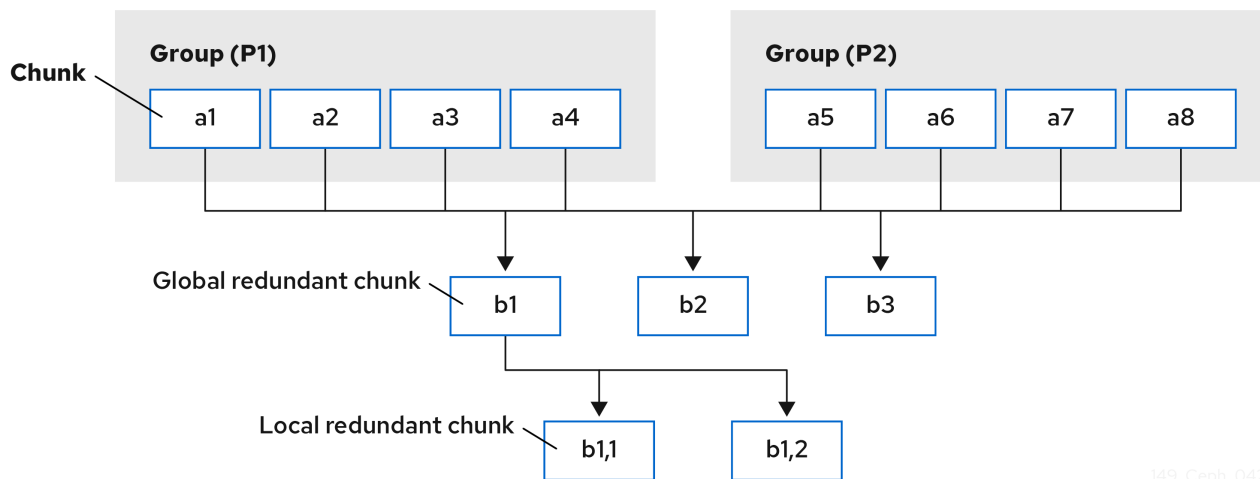 Group (P1)
Group (P2)
Chunk
a1
a2
a3
a4
a5
a6
a7
a8
Global redundant chunk
b1
b2
b3
Local redundant chunk
b1,1
b1,2